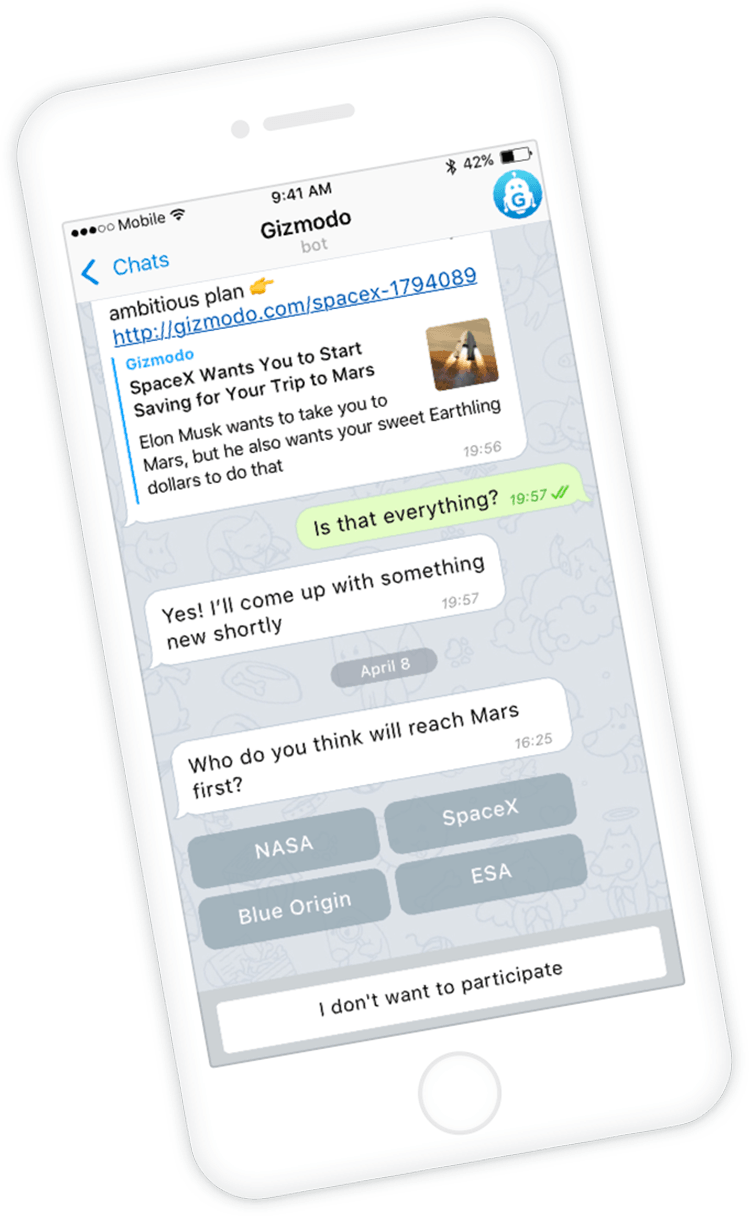 Mobile 9:41 AM 42%
Chats Gizmodo G
bot
ambitious plan 👉
http://gizmodo.com/spacex-1794089
Gizmodo
SpaceX Wants You to Start
Saving for Your Trip to Mars
Elon Musk wants to take you to
Mars, but he also wants your sweet Earthling
dollars to do that
19:56
Is that everything? 19:57
Yes! I’ll come up with something
new shortly
19:57
April 8
Who do you think will reach Mars
first?
16:25
NASA SpaceX
Blue Origin ESA
I don't want to participate